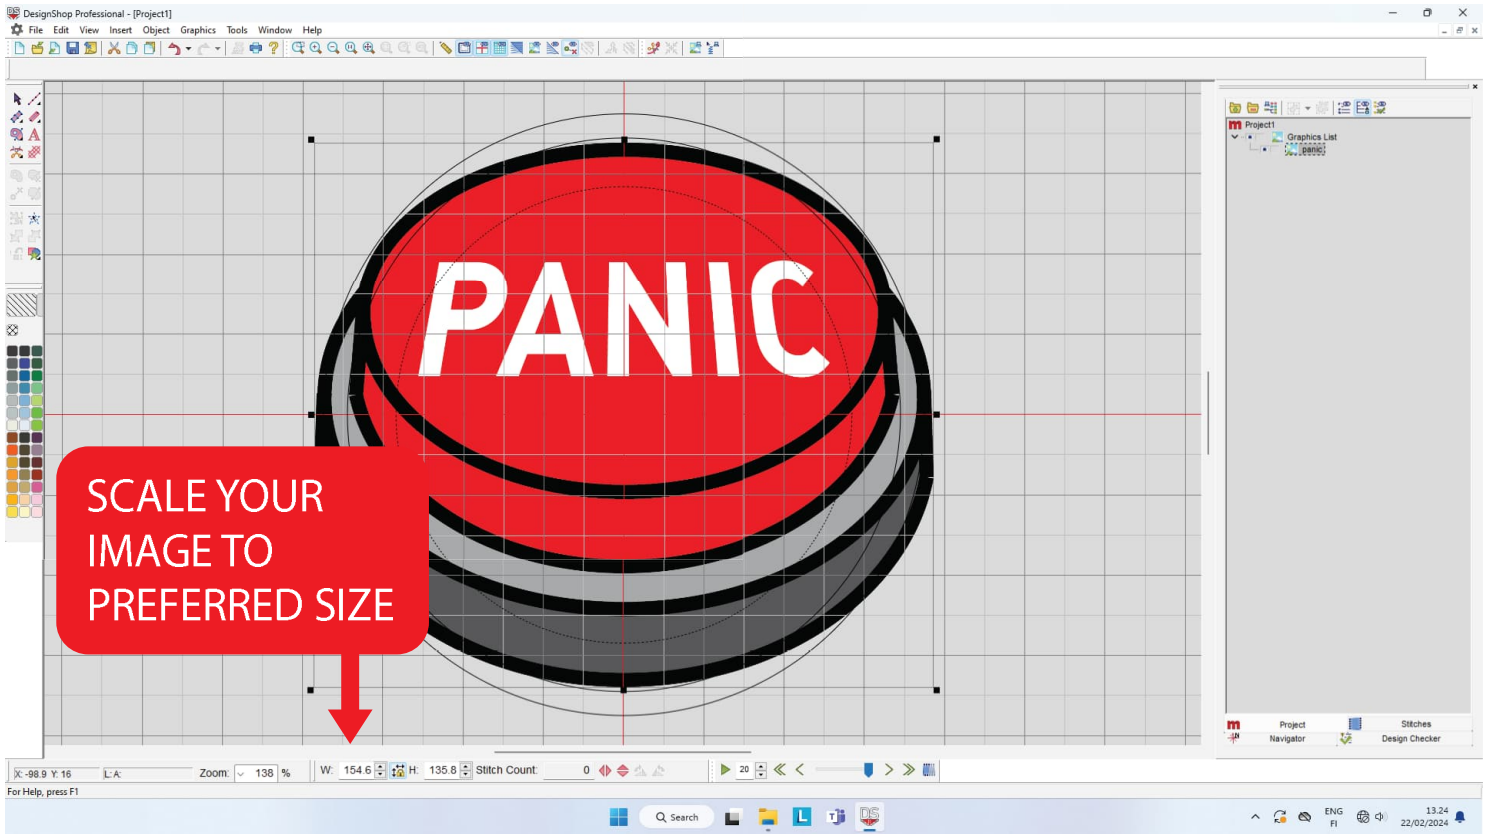 DesignShop Professional - [Project1]
File Edit View Insert Object Graphics Tools Window Help
Project1
Graphics List
panic
PANIC
SCALE YOUR
IMAGE TO
PREFERRED SIZE
Project Stitches
Navigator Design Checker
X: -98.9 Y: 16 L: A: Zoom: 138 % W: 154.6 H: 135.8 Stitch Count: 0 20
For Help, press F1
Search
ENG
FI
13.24
22/02/2024